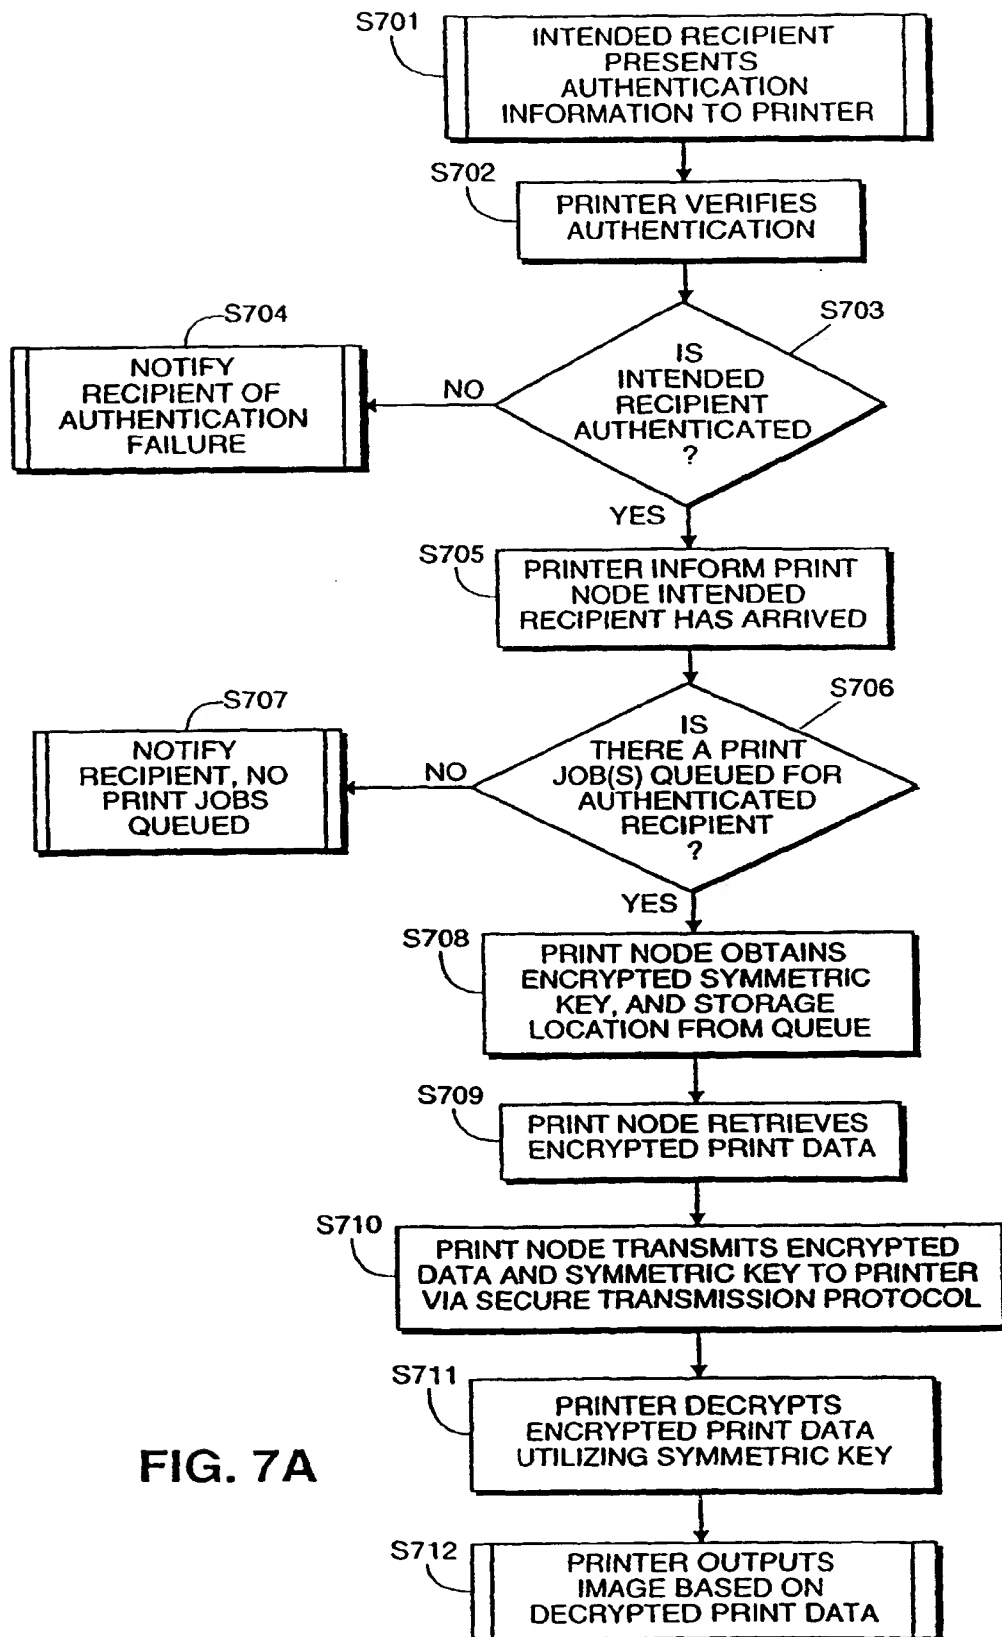 S701
INTENDED RECIPIENT
PRESENTS
AUTHENTICATION
INFORMATION TO PRINTER
S702
PRINTER VERIFIES
AUTHENTICATION
S704
NOTIFY
RECIPIENT OF
AUTHENTICATION
FAILURE
NO
S703
IS
INTENDED
RECIPIENT
AUTHENTICATED
?
YES
S705
PRINTER INFORM PRINT
NODE INTENDED
RECIPIENT HAS ARRIVED
S707
NOTIFY
RECIPIENT, NO
PRINT JOBS
QUEUED
NO
S706
IS
THERE A PRINT
JOB(S) QUEUED FOR
AUTHENTICATED
RECIPIENT
?
YES
S708
PRINT NODE OBTAINS
ENCRYPTED SYMMETRIC
KEY, AND STORAGE
LOCATION FROM QUEUE
S709
PRINT NODE RETRIEVES
ENCRYPTED PRINT DATA
S710
PRINT NODE TRANSMITS ENCRYPTED
DATA AND SYMMETRIC KEY TO PRINTER
VIA SECURE TRANSMISSION PROTOCOL
S711
PRINTER DECRYPTS
ENCRYPTED PRINT DATA
UTILIZING SYMMETRIC KEY
FIG. 7A
S712
PRINTER OUTPUTS
IMAGE BASED ON
DECRYPTED PRINT DATA